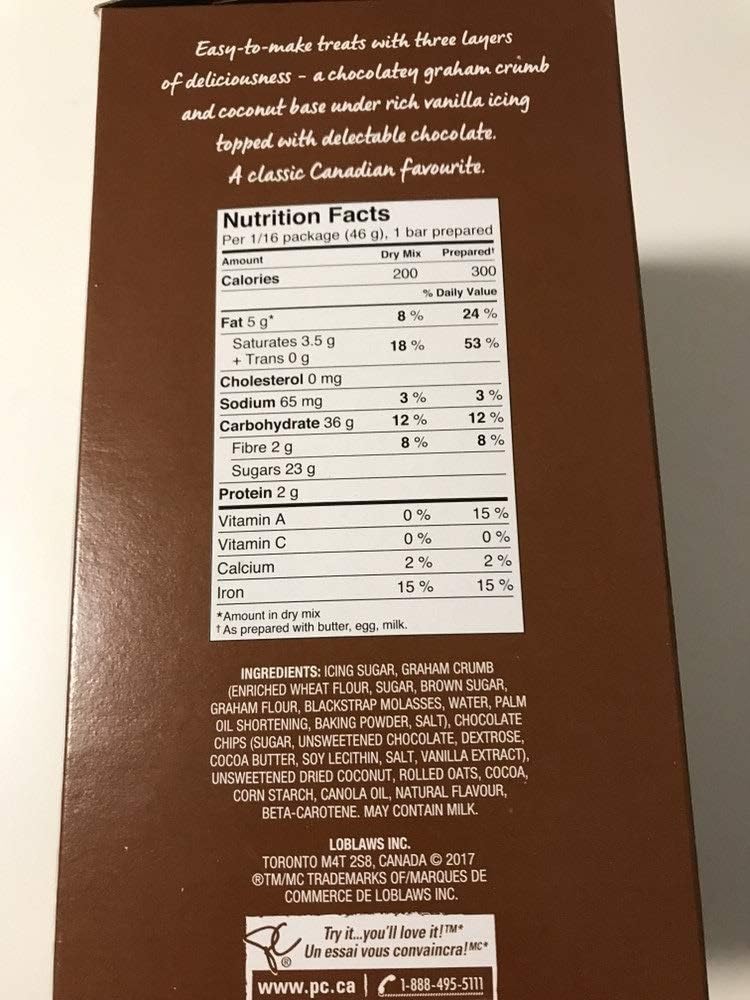 Easy-to-make treats with three layers
of deliciousness - a chocolatey graham crumb
and coconut base under rich vanilla icing
topped with delectable chocolate.
A classic Canadian favourite.
Nutrition Facts
Per 1/16 package (46 g), 1 bar prepared
Amount Dry Mix Prepared†
Calories 200 300
% Daily Value
Fat 5 g* 8 % 24 %
Saturates 3.5 g 18 % 53 %
+ Trans 0 g
Cholesterol 0 mg
Sodium 65 mg 3 % 3 %
Carbohydrate 36 g 12 % 12 %
Fibre 2 g 8 % 8 %
Sugars 23 g
Protein 2 g
Vitamin A 0 % 15 %
Vitamin C 0 % 0 %
Calcium 2 % 2 %
Iron 15 % 15 %
*Amount in dry mix
† As prepared with butter, egg, milk.
INGREDIENTS: ICING SUGAR, GRAHAM CRUMB
(ENRICHED WHEAT FLOUR, SUGAR, BROWN SUGAR,
GRAHAM FLOUR, BLACKSTRAP MOLASSES, WATER, PALM
OIL SHORTENING, BAKING POWDER, SALT), CHOCOLATE
CHIPS (SUGAR, UNSWEETENED CHOCOLATE, DEXTROSE,
COCOA BUTTER, SOY LECITHIN, SALT, VANILLA EXTRACT),
UNSWEETENED DRIED COCONUT, ROLLED OATS, COCOA,
CORN STARCH, CANOLA OIL, NATURAL FLAVOUR,
BETA-CAROTENE. MAY CONTAIN MILK.
LOBLAWS INC.
TORONTO M4T 2S8, CANADA © 2017
®TM/MC TRADEMARKS OF/MARQUES DE
COMMERCE DE LOBLAWS INC.
PC®
Try it...you'll love it!TM*
Un essai vous convaincra!MC*
www.pc.ca 1-888-495-5111